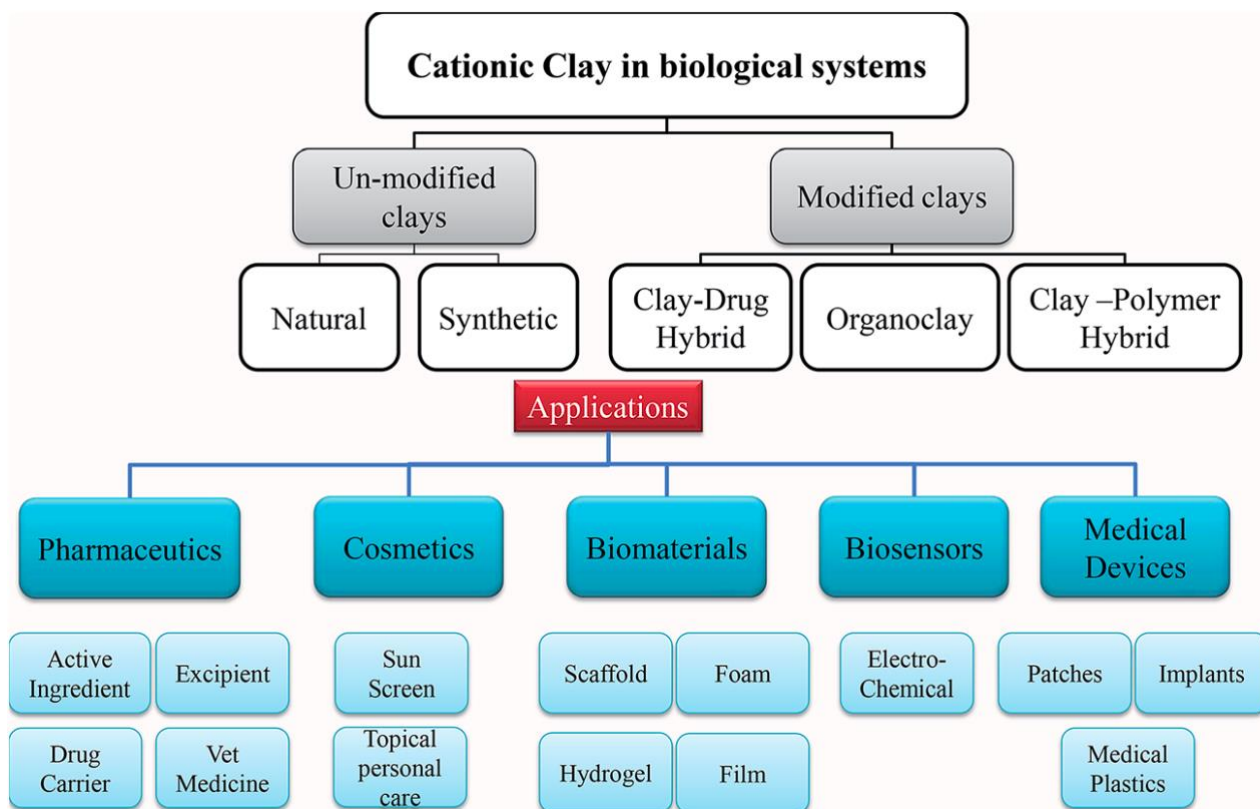 Cationic Clay in biological systems
Un-modified
clays
Modified clays
Natural
Synthetic
Clay-Drug
Hybrid
Organoclay
Clay –Polymer
Hybrid
Applications
Pharmaceutics
Cosmetics
Biomaterials
Biosensors
Medical
Devices
Active
Ingredient
Excipient
Sun
Screen
Scaffold
Foam
Electro-
Chemical
Patches
Implants
Drug
Carrier
Vet
Medicine
Topical
personal
care
Hydrogel
Film
Medical
Plastics